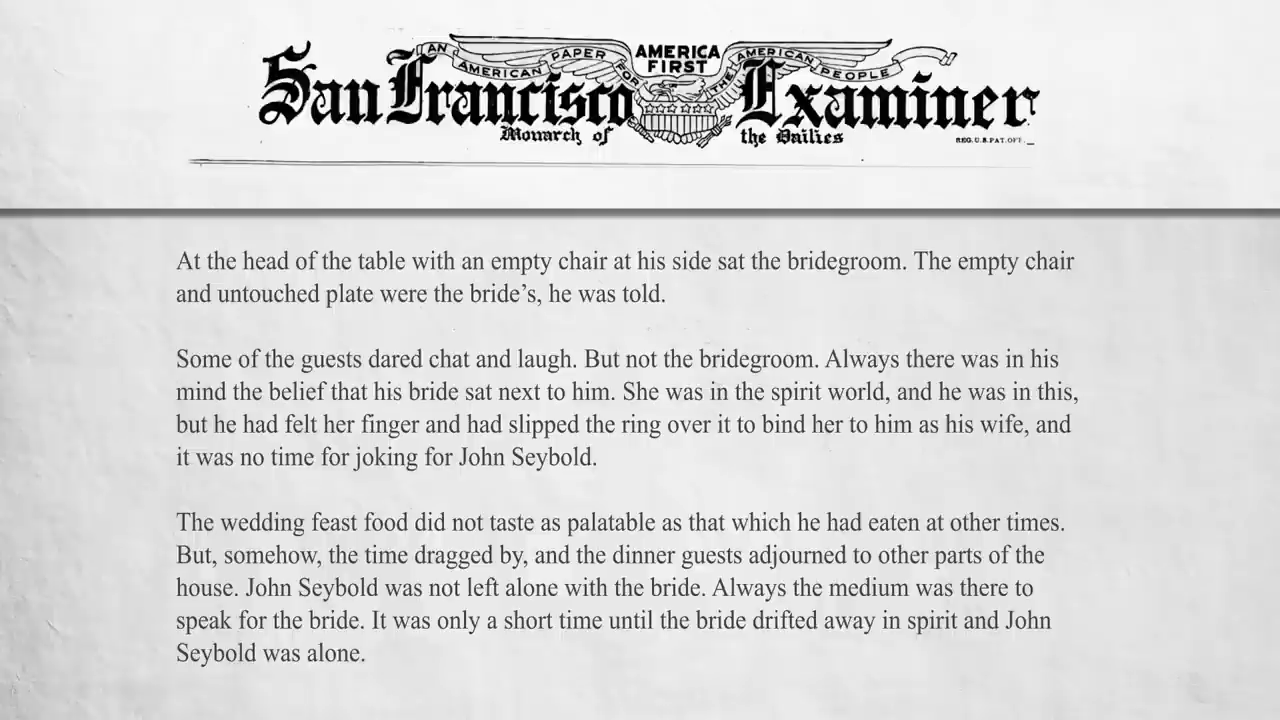 AN AMERICAN PAPER FOR THE AMERICAN PEOPLE
AMERICA
FIRST
San Francisco Examiner
Monarch of the Dailies
REG. U.S. PAT. OFF.
At the head of the table with an empty chair at his side sat the bridegroom. The empty chair
and untouched plate were the bride’s, he was told.
Some of the guests dared chat and laugh. But not the bridegroom. Always there was in his
mind the belief that his bride sat next to him. She was in the spirit world, and he was in this,
but he had felt her finger and had slipped the ring over it to bind her to him as his wife, and
it was no time for joking for John Seybold.
The wedding feast food did not taste as palatable as that which he had eaten at other times.
But, somehow, the time dragged by, and the dinner guests adjourned to other parts of the
house. John Seybold was not left alone with the bride. Always the medium was there to
speak for the bride. It was only a short time until the bride drifted away in spirit and John
Seybold was alone.